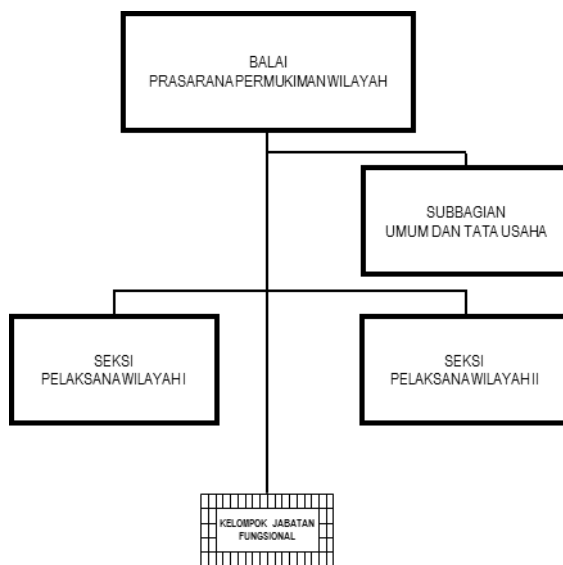 BALAI
PRASARANA PERMUKIMAN WILAYAH
SUBBAGIAN
UMUM DAN TATA USAHA
SEKSI
PELAKSANA WILAYAH I
SEKSI
PELAKSANA WILAYAH II
KELOMPOK JABATAN
FUNGSIONAL